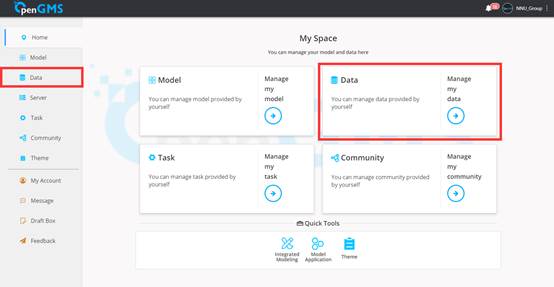 OpenGMS
NNU_Group
Home
Model
Data
Server
Task
Community
Theme
My Account
Message
Draft Box
Feedback
My Space
You can manage your model and data here
Model
You can manage model provided by
yourself
Manage
my
model
Data
You can manage data provided by
yourself
Manage
my
data
Task
You can manage task provided by
yourself
Manage
my
task
Community
You can manage community provided
by yourself
Manage
my
community
Quick Tools
Integrated
Modeling
Model
Application
Theme